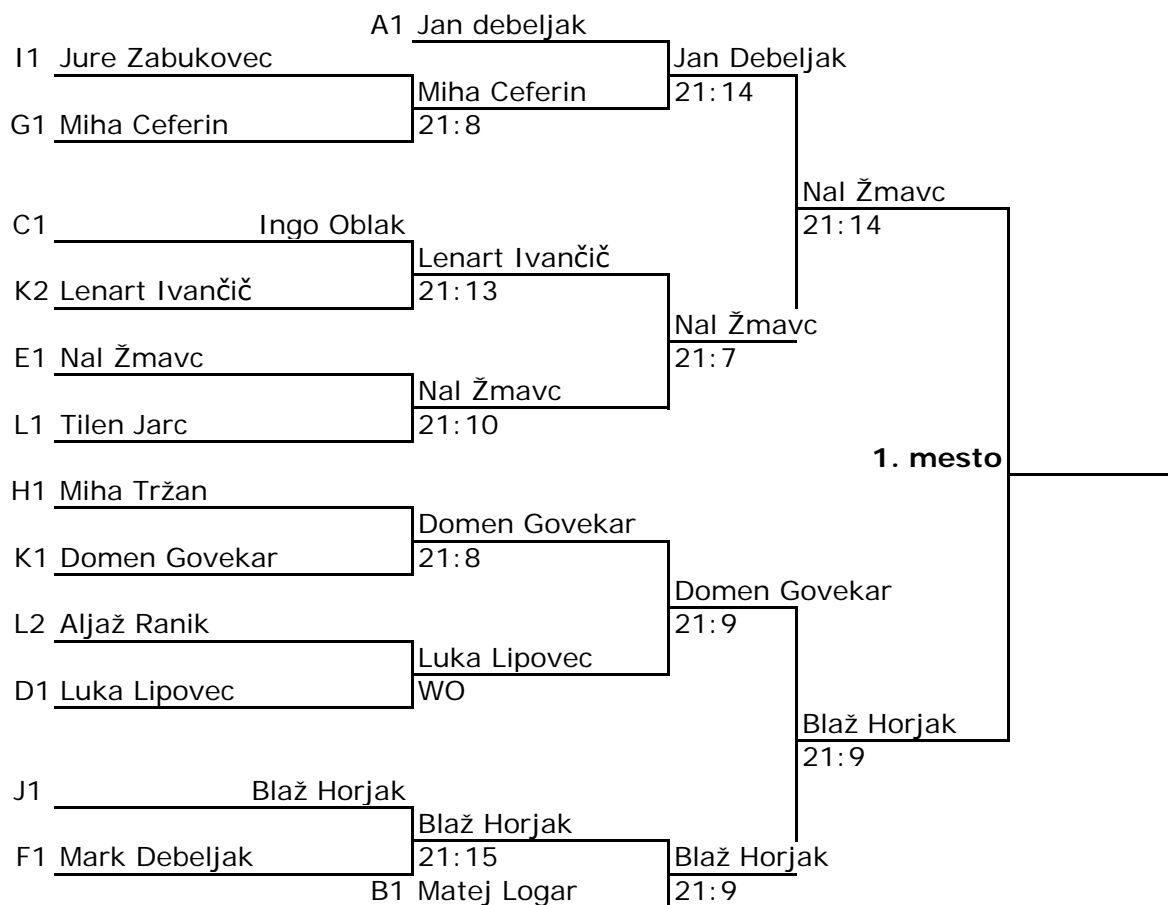 A1 Jan debeljak
I1 Jure Zabukovec Jan Debeljak
Miha Ceferin 21:14
G1 Miha Ceferin 21:8
Nal Žmavc
C1 Ingo Oblak 21:14
Lenart Ivančič
K2 Lenart Ivančič 21:13
Nal Žmavc
E1 Nal Žmavc 21:7
Nal Žmavc
L1 Tilen Jarc 21:10
1. mesto
H1 Miha Tržan
Domen Govekar
K1 Domen Govekar 21:8
Domen Govekar
L2 Aljaž Ranik 21:9
Luka Lipovec
D1 Luka Lipovec WO
Blaž Horjak
21:9
J1 Blaž Horjak
Blaž Horjak
F1 Mark Debeljak 21:15 Blaž Horjak
B1 Matej Logar 21:9